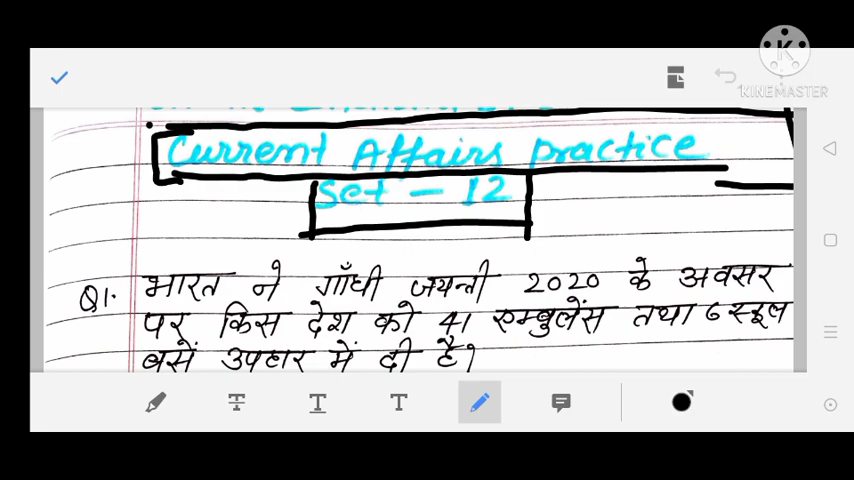 KINEMASTER
Current Affairs practice
Set - 12
Q1. भारत ने गाँधी जयन्ती 2020 के अवसर
पर किस देश को 41 एम्बुलेंस तथा 6 स्कूल
बसें उपहार में दी है?